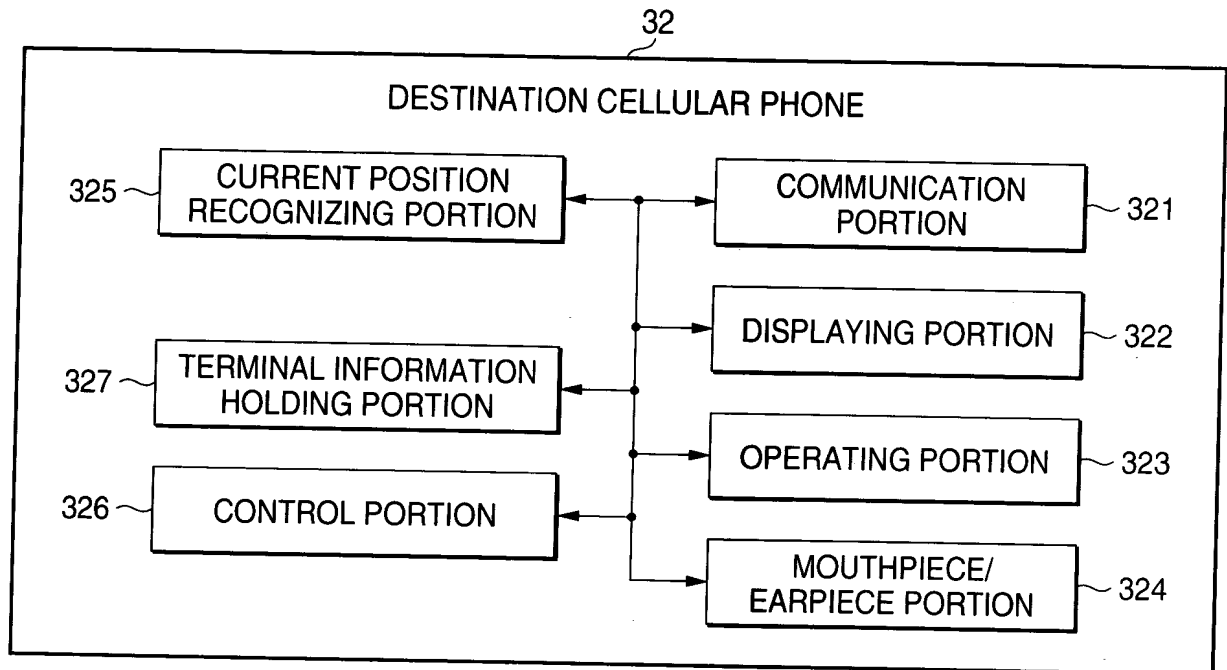 32
DESTINATION CELLULAR PHONE
325
CURRENT POSITION
RECOGNIZING PORTION
COMMUNICATION
PORTION
321
DISPLAYING PORTION
322
327
TERMINAL INFORMATION
HOLDING PORTION
OPERATING PORTION
323
326
CONTROL PORTION
MOUTHPIECE/
EARPIECE PORTION
324